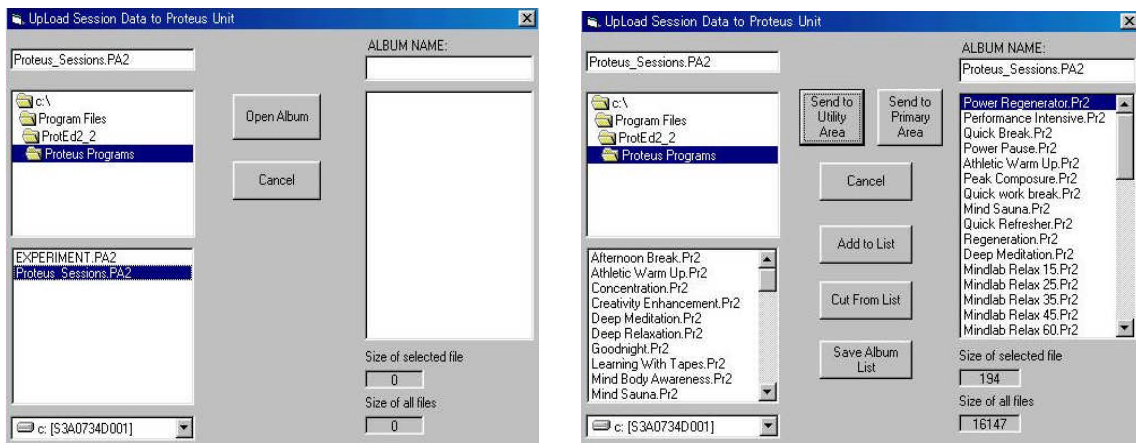 UpLoad Session Data to Proteus Unit
Proteus_Sessions.PA2
c:\
Program Files
ProtEd2_2
Proteus Programs
EXPERIMENT.PA2
Proteus_Sessions.PA2
c: [S3A0734D001]
Open Album
Cancel
ALBUM NAME:
Size of selected file
0
Size of all files
0
UpLoad Session Data to Proteus Unit
Proteus_Sessions.PA2
c:\
Program Files
ProtEd2_2
Proteus Programs
Afternoon Break.Pr2
Athletic Warm Up.Pr2
Concentration.Pr2
Creativity Enhancement.Pr2
Deep Meditation.Pr2
Deep Relaxation.Pr2
Goodnight.Pr2
Learning With Tapes.Pr2
Mind Body Awareness.Pr2
Mind Sauna.Pr2
c: [S3A0734D001]
Send to
Utility
Area
Send to
Primary
Area
Cancel
Add to List
Cut From List
Save Album
List
ALBUM NAME:
Proteus_Sessions.PA2
Power Regenerator.Pr2
Performance Intensive.Pr2
Quick Break.Pr2
Power Pause.Pr2
Athletic Warm Up.Pr2
Peak Composure.Pr2
Quick work break.Pr2
Mind Sauna.Pr2
Quick Refresher.Pr2
Regeneration.Pr2
Deep Meditation.Pr2
Mindlab Relax 15.Pr2
Mindlab Relax 25.Pr2
Mindlab Relax 35.Pr2
Mindlab Relax 45.Pr2
Mindlab Relax 60.Pr2
Size of selected file
194
Size of all files
16147